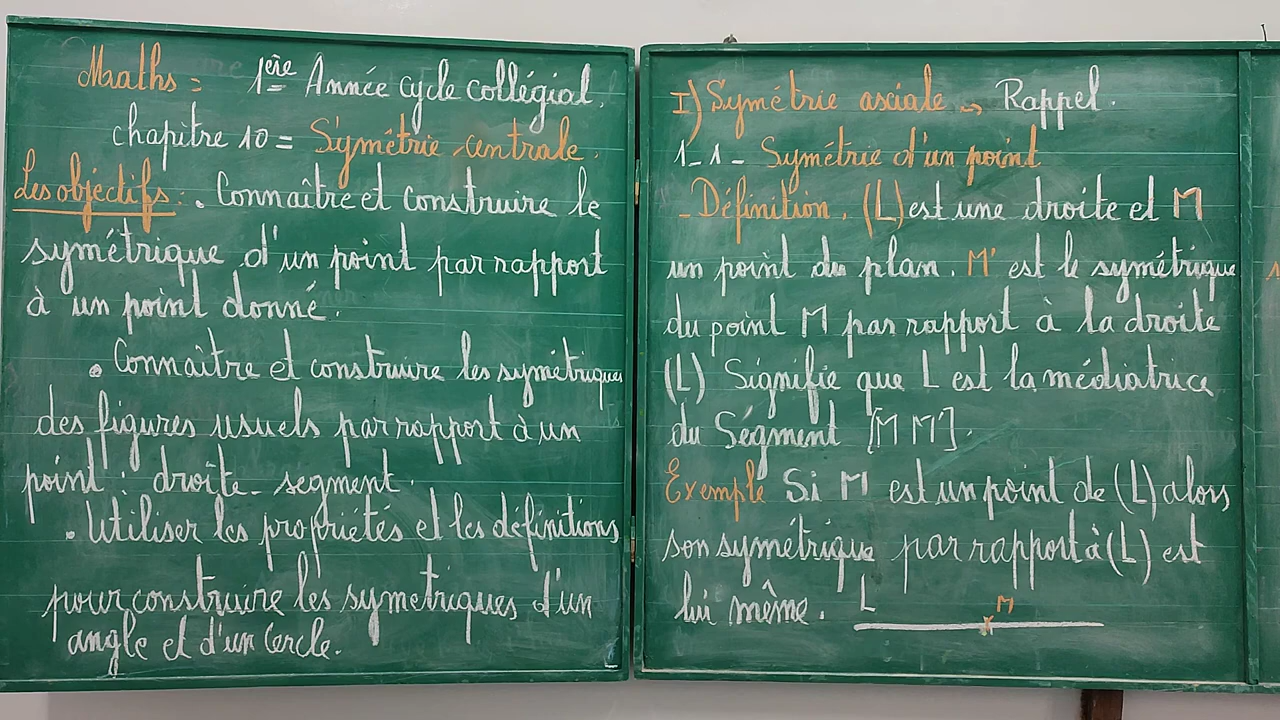 Maths : 1ère Année cycle collégial.
chapitre 10 = Symétrie centrale.
Les objectifs : . Connaître et construire le
symétrique d'un point par rapport
à un point donné.
. Connaître et construire les symétriques
des figures usuels par rapport à un
point : droite - segment.
. Utiliser les propriétés et les définitions
pour construire les symetriques d'un
angle et d'un Cercle.
I) Symétrie asciale → Rappel.
1-1- Symétrie d'un point
- Définition. (L) est une droite et M
un point du plan. M' est le symétrique
du point M par rapport à la droite
(L) Signifie que L est la médiatrice
du Ségment [M M'].
Exemple Si M est un point de (L) alors
son symétrique par rapport à (L) est
lui même. L
M